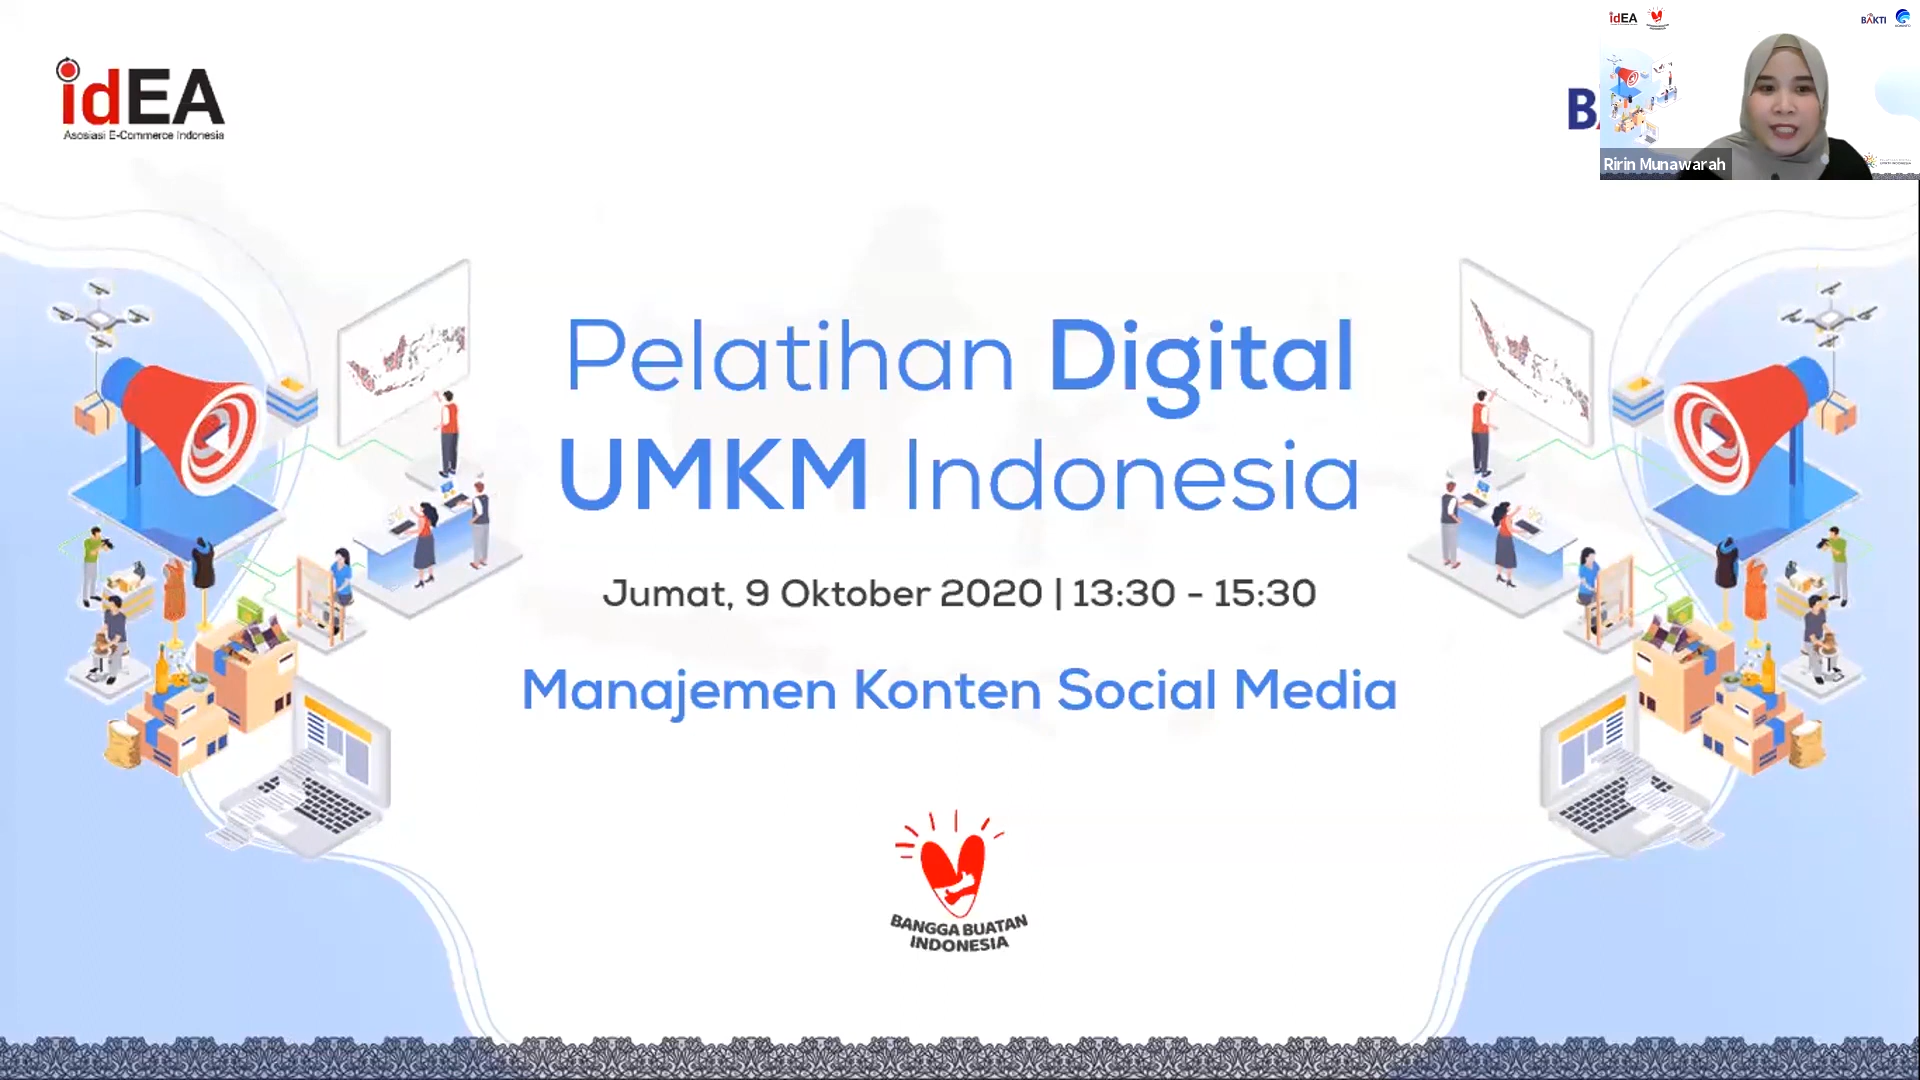 idEA
Asosiasi E-Commerce Indonesia
idEA
BAKTI
Ririn Munawarah
Pelatihan Digital
UMKM Indonesia
Jumat, 9 Oktober 2020 | 13:30 - 15:30
Manajemen Konten Social Media
BANGGA BUATAN
INDONESIA